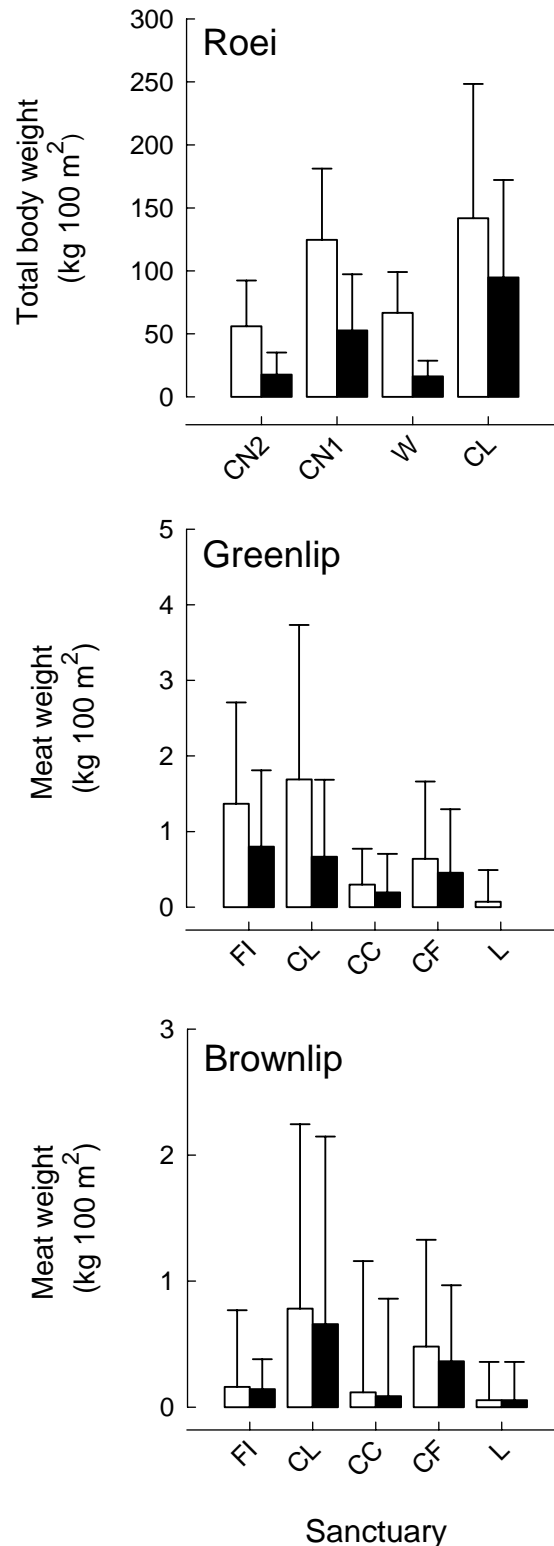 Roei
Total body weight
(kg 100 m²)
300
250
200
150
100
50
0
CN2 CN1 W CL
Greenlip
Meat weight
(kg 100 m²)
5
4
3
2
1
0
FI CL CC CF L
Brownlip
Meat weight
(kg 100 m²)
3
2
1
0
FI CL CC CF L
Sanctuary